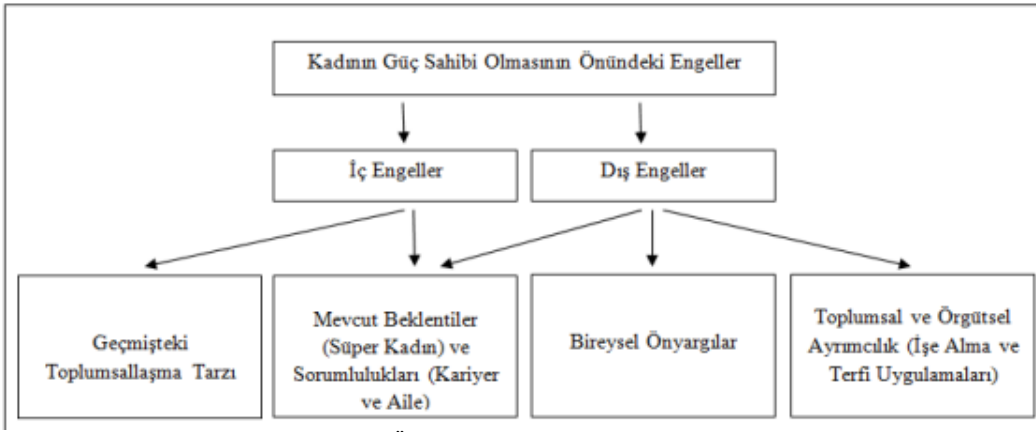 Kadının Güç Sahibi Olmasının Önündeki Engeller
İç Engeller
Dış Engeller
Geçmişteki
Toplumsallaşma Tarzı
Mevcut Beklentiler
(Süper Kadın) ve
Sorumlulukları (Kariyer
ve Aile)
Bireysel Önyargılar
Toplumsal ve Örgütsel
Ayrımcılık (İşe Alma ve
Terfi Uygulamaları)